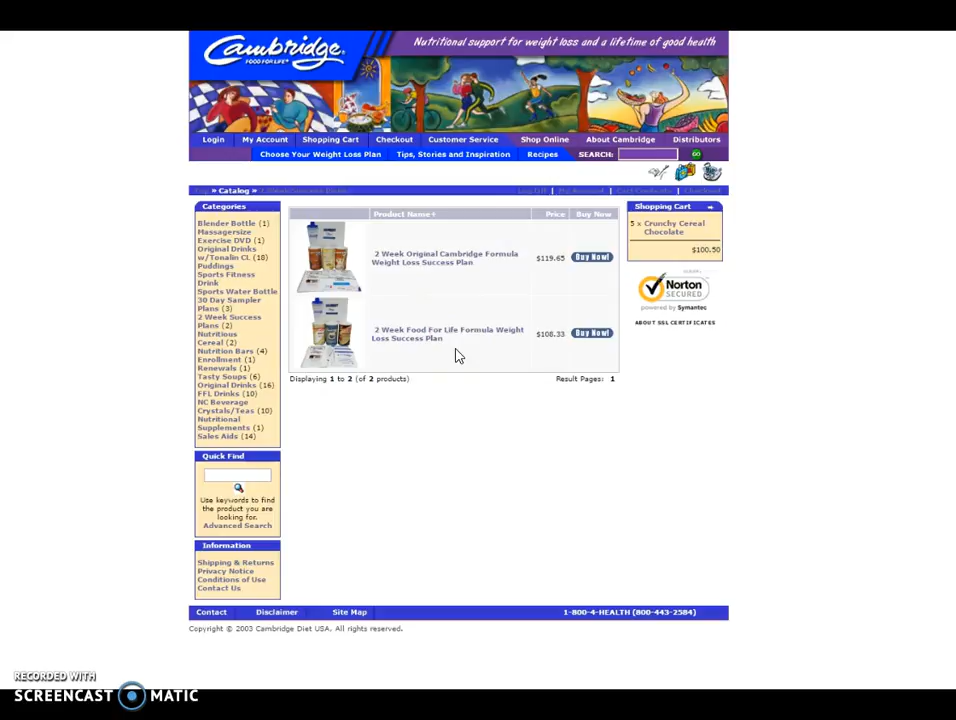 Cambridge®
FOOD FOR LIFE
Nutritional support for weight loss and a lifetime of good health
Login My Account Shopping Cart Checkout Customer Service Shop Online About Cambridge Distributors
Choose Your Weight Loss Plan Tips, Stories and Inspiration Recipes SEARCH: GO
Top » Catalog »
Log Off | My Account | Cart Contents | Checkout
Categories
Blender Bottle (1)
Massagersize
Exercise DVD (1)
Original Drinks
w/Tonalin CL (18)
Puddings
Sports Fitness
Drink
Sports Water Bottle
30 Day Sampler
Plans (3)
2 Week Success
Plans (2)
Nutritious
Cereal (2)
Nutrition Bars (4)
Enrollment (1)
Renewals (1)
Tasty Soups (6)
Original Drinks (16)
FFL Drinks (10)
NC Beverage
Crystals/Teas (10)
Nutritional
Supplements (1)
Sales Aids (14)
Quick Find
Use keywords to find
the product you are
looking for.
Advanced Search
Information
Shipping & Returns
Privacy Notice
Conditions of Use
Contact Us
Product Name+ Price Buy Now
2 Week Original Cambridge Formula
Weight Loss Success Plan
$119.65 Buy Now!
2 Week Food For Life Formula Weight
Loss Success Plan
$108.33 Buy Now!
Displaying 1 to 2 (of 2 products) Result Pages: 1
Shopping Cart
5 x Crunchy Cereal
Chocolate
$100.50
Norton
SECURED
powered by Symantec
ABOUT SSL CERTIFICATES
Contact Disclaimer Site Map 1-800-4-HEALTH (800-443-2584)
Copyright © 2003 Cambridge Diet USA. All rights reserved.
RECORDED WITH
SCREENCAST MATIC